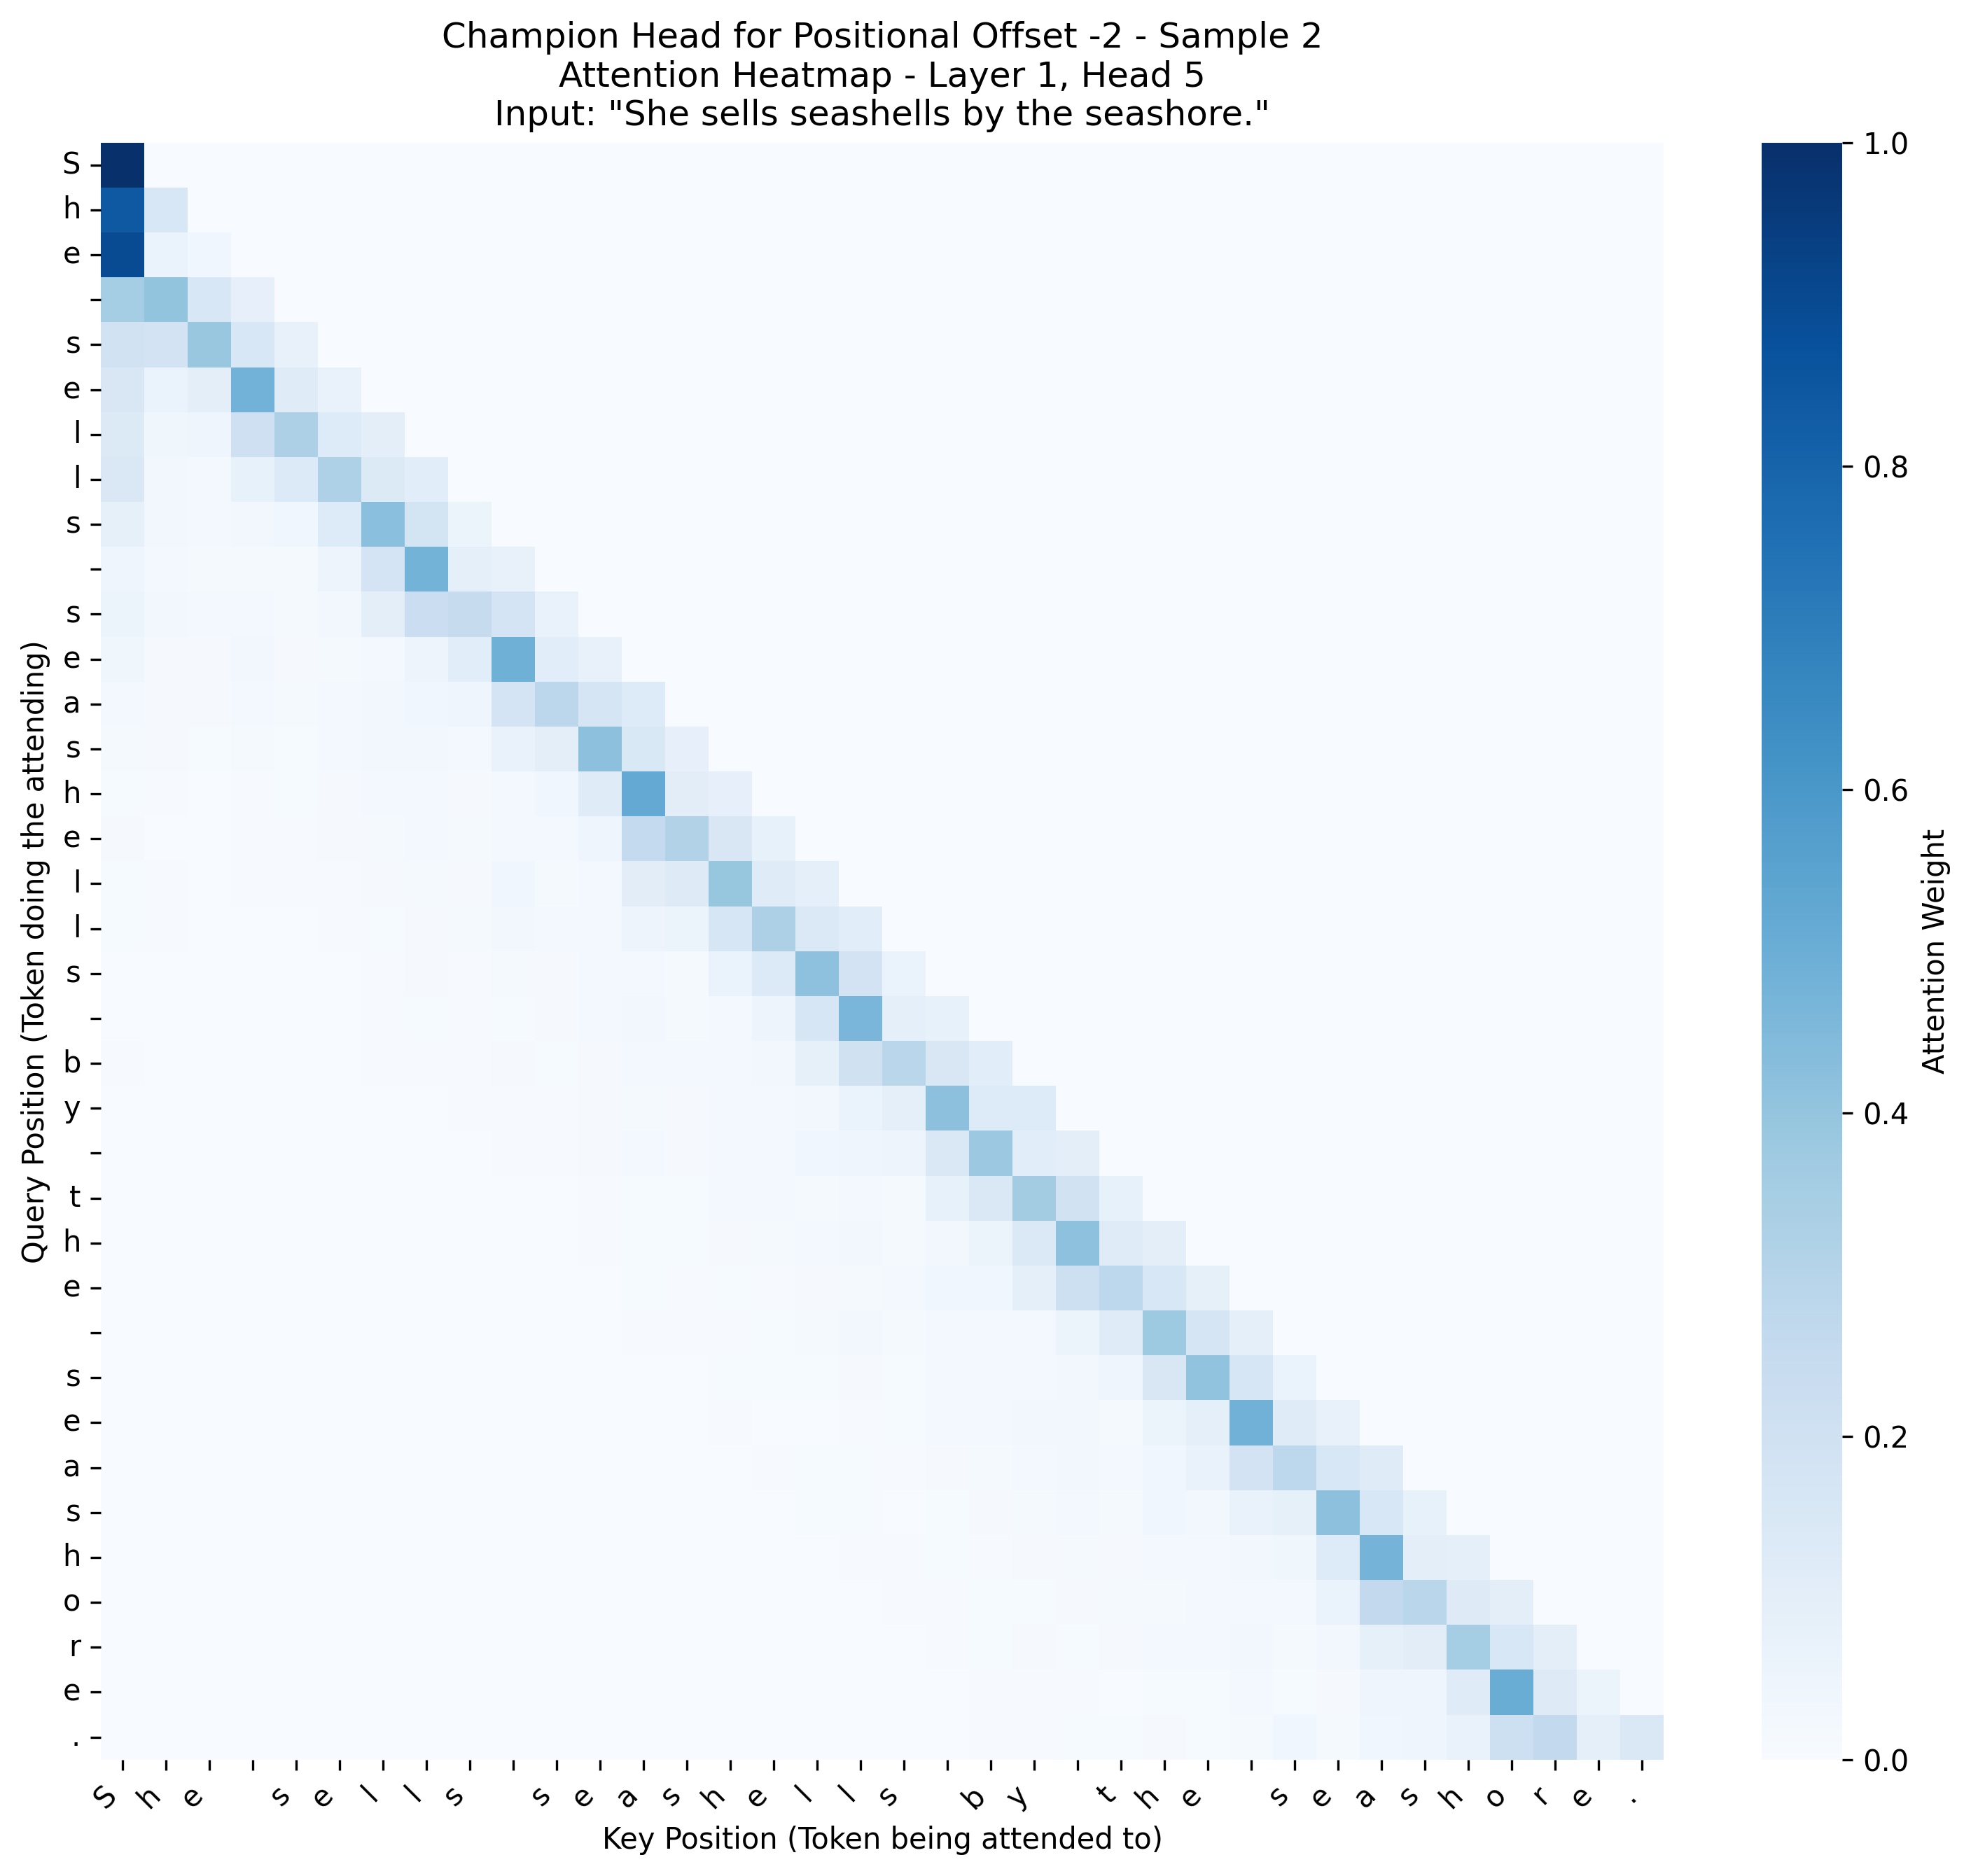 Champion Head for Positional Offset -2 - Sample 2
Attention Heatmap - Layer 1, Head 5
Input: "She sells seashells by the seashore."
Query Position (Token doing the attending)
S
h
e
s
e
l
l
s
s
e
a
s
h
e
l
l
s
b
y
t
h
e
s
e
a
s
h
o
r
e
.
S h e s e l l s s e a s h e l l s b y t h e s e a s h o r e .
Key Position (Token being attended to)
1.0
0.8
0.6
0.4
0.2
0.0
Attention Weight